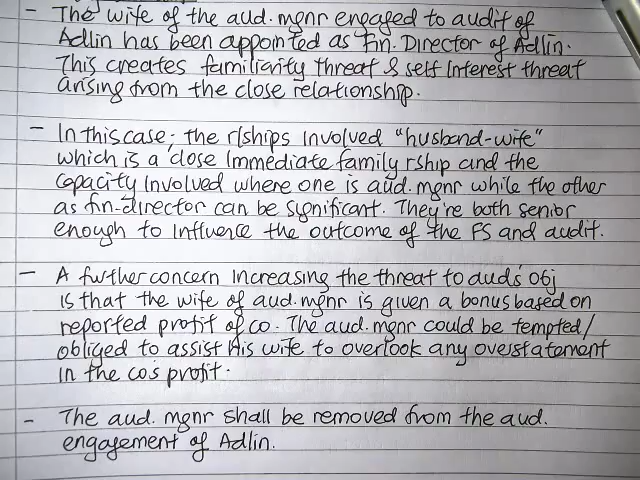 - The wife of the aud. mgnr engaged to audit of
Adlin has been appointed as Fin. Director of Adlin.
This creates familiarity threat & self interest threat
arising from the close relationship.
- In this case, the r/ships involved "husband-wife"
which is a close immediate family rship and the
capacity involved where one is aud. mgnr while the other
as fin-director can be significant. They're both senior
enough to influence the outcome of the FS and audit.
- A further concern increasing the threat to aud's obj
is that the wife of aud. mgnr is given a bonus based on
reported profit of co. The aud. mgnr could be tempted/
obliged to assist his wife to overlook any overstatement
in the co's profit.
- The aud. mgnr shall be removed from the aud.
engagement of Adlin.